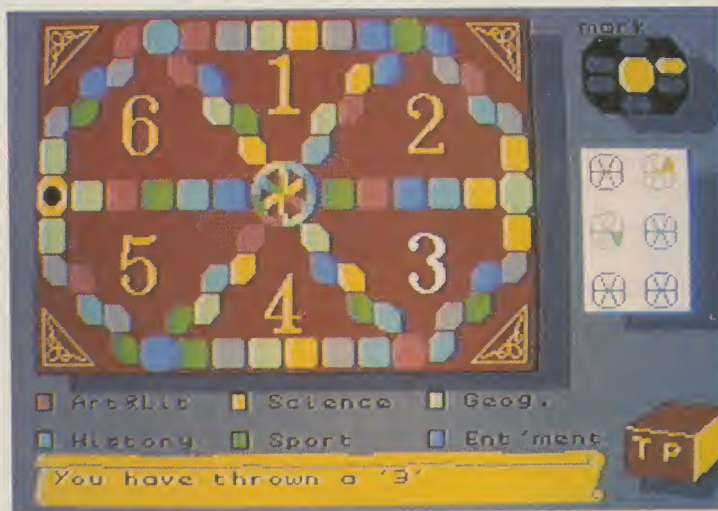 mark
1
6 2
5 3
4
Art&Lit Science Geog.
History Sport Ent'ment
TP
You have thrown a '3'